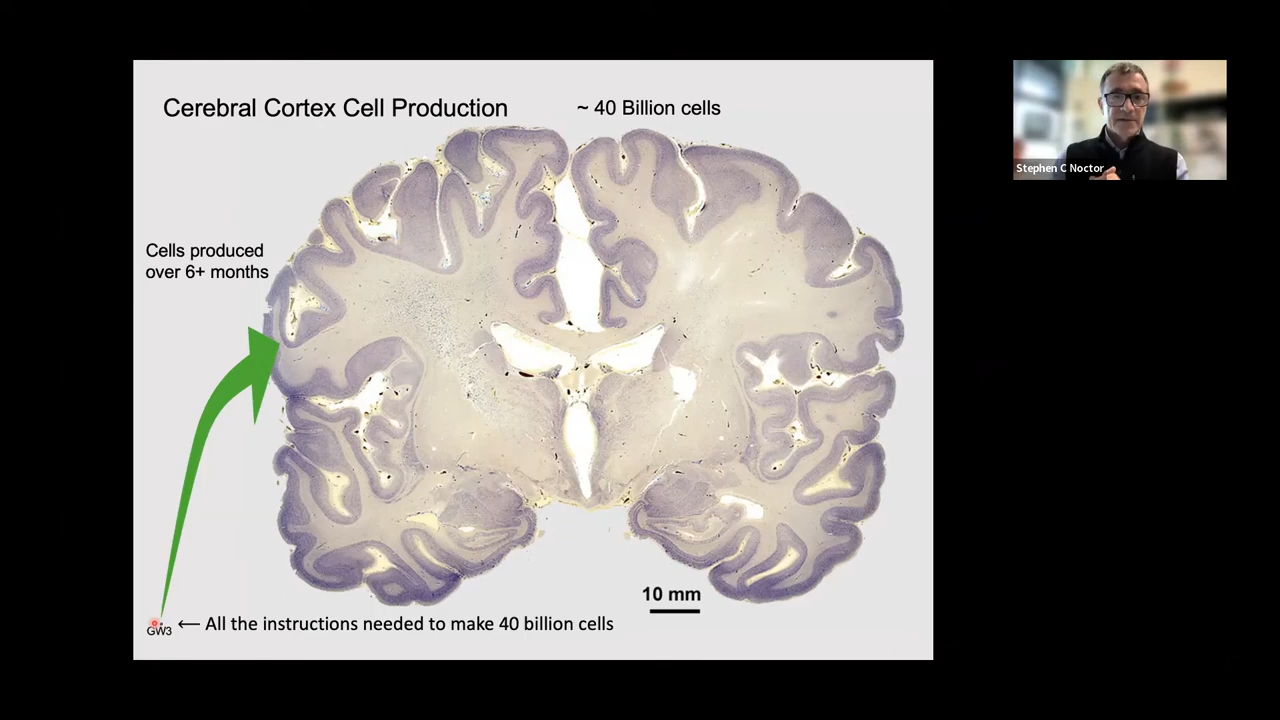 Cerebral Cortex Cell Production
~ 40 Billion cells
Stephen C Noctor
Cells produced
over 6+ months
10 mm
GW3 ← All the instructions needed to make 40 billion cells